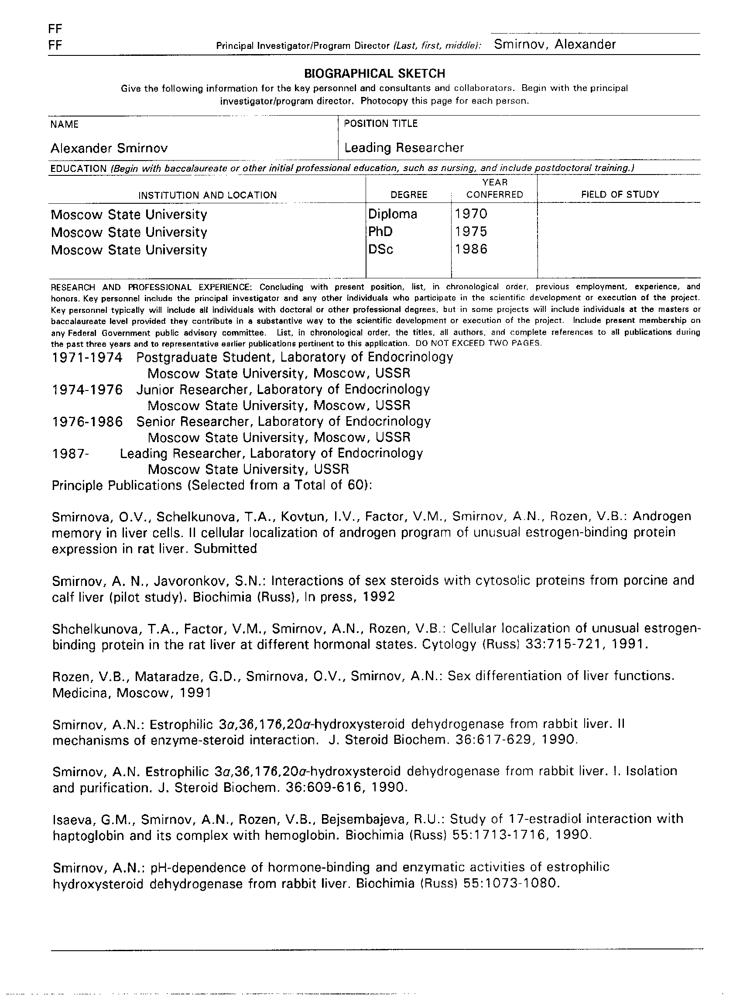 FF
FF
Principal Investigator/Program Director (Last, first, middle): Smirnov, Alexander
BIOGRAPHICAL SKETCH
Give the following information for the key personnel and consultants and collaborators. Begin with the principal
investigator/program director. Photocopy this page for each person.
NAME POSITION TITLE
Alexander Smirnov Leading Researcher
EDUCATION (Begin with baccalaureate or other initial professional education, such as nursing, and include postdoctoral training.)
INSTITUTION AND LOCATION DEGREE YEAR CONFERRED FIELD OF STUDY
Moscow State University Diploma 1970
Moscow State University PhD 1975
Moscow State University DSc 1986
RESEARCH AND PROFESSIONAL EXPERIENCE: Concluding with present position, list, in chronological order, previous employment, experience, and
honors. Key personnel include the principal investigator and any other individuals who participate in the scientific development or execution of the project.
Key personnel typically will include all individuals with doctoral or other professional degrees, but in some projects will include individuals at the masters or
baccalaureate level provided they contribute in a substantive way to the scientific development or execution of the project. Include present membership on
any Federal Government public advisory committee. List, in chronological order, the titles, all authors, and complete references to all publications during
the past three years and to representative earlier publications pertinent to this application. DO NOT EXCEED TWO PAGES.
1971-1974 Postgraduate Student, Laboratory of Endocrinology
Moscow State University, Moscow, USSR
1974-1976 Junior Researcher, Laboratory of Endocrinology
Moscow State University, Moscow, USSR
1976-1986 Senior Researcher, Laboratory of Endocrinology
Moscow State University, Moscow, USSR
1987- Leading Researcher, Laboratory of Endocrinology
Moscow State University, USSR
Principle Publications (Selected from a Total of 60):
Smirnova, O.V., Schelkunova, T.A., Kovtun, I.V., Factor, V.M., Smirnov, A.N., Rozen, V.B.: Androgen
memory in liver cells. II cellular localization of androgen program of unusual estrogen-binding protein
expression in rat liver. Submitted
Smirnov, A. N., Javoronkov, S.N.: Interactions of sex steroids with cytosolic proteins from porcine and
calf liver (pilot study). Biochimia (Russ), In press, 1992
Shchelkunova, T.A., Factor, V.M., Smirnov, A.N., Rozen, V.B.: Cellular localization of unusual estrogen-
binding protein in the rat liver at different hormonal states. Cytology (Russ) 33:715-721, 1991.
Rozen, V.B., Mataradze, G.D., Smirnova, O.V., Smirnov, A.N.: Sex differentiation of liver functions.
Medicina, Moscow, 1991
Smirnov, A.N.: Estrophilic 3α,36,176,20α-hydroxysteroid dehydrogenase from rabbit liver. II
mechanisms of enzyme-steroid interaction. J. Steroid Biochem. 36:617-629, 1990.
Smirnov, A.N. Estrophilic 3α,36,176,20α-hydroxysteroid dehydrogenase from rabbit liver. I. Isolation
and purification. J. Steroid Biochem. 36:609-616, 1990.
Isaeva, G.M., Smirnov, A.N., Rozen, V.B., Bejsembajeva, R.U.: Study of 17-estradiol interaction with
haptoglobin and its complex with hemoglobin. Biochimia (Russ) 55:1713-1716, 1990.
Smirnov, A.N.: pH-dependence of hormone-binding and enzymatic activities of estrophilic
hydroxysteroid dehydrogenase from rabbit liver. Biochimia (Russ) 55:1073-1080.